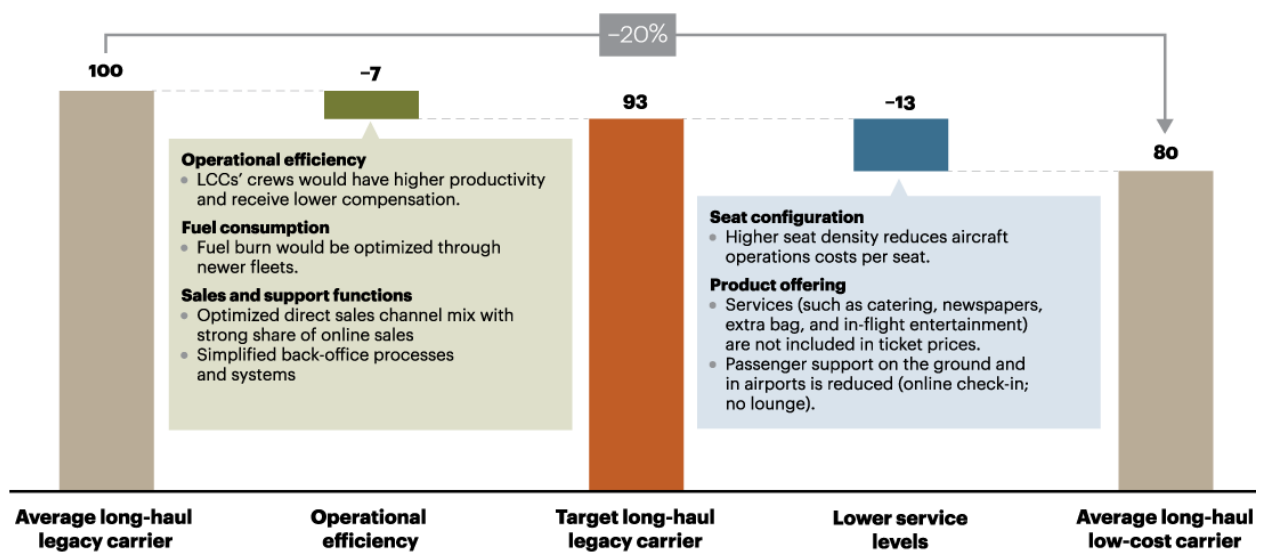 −20%
100
−7
93
−13
80
Operational efficiency
• LCCs’ crews would have higher productivity
and receive lower compensation.
Fuel consumption
• Fuel burn would be optimized through
newer fleets.
Sales and support functions
• Optimized direct sales channel mix with
strong share of online sales
• Simplified back-office processes
and systems
Seat configuration
• Higher seat density reduces aircraft
operations costs per seat.
Product offering
• Services (such as catering, newspapers,
extra bag, and in-flight entertainment)
are not included in ticket prices.
• Passenger support on the ground and
in airports is reduced (online check-in;
no lounge).
Average long-haul
legacy carrier
Operational
efficiency
Target long-haul
legacy carrier
Lower service
levels
Average long-haul
low-cost carrier